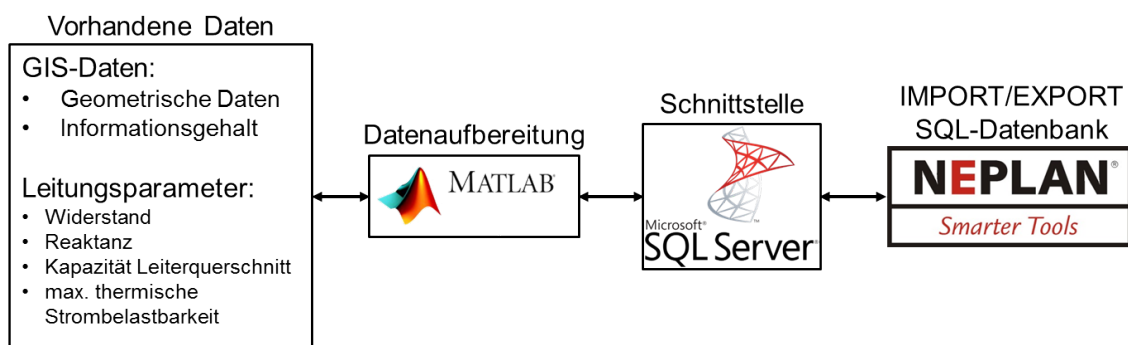 Vorhandene Daten
GIS-Daten:
• Geometrische Daten
• Informationsgehalt
Leitungsparameter:
• Widerstand
• Reaktanz
• Kapazität Leiterquerschnitt
• max. thermische
Strombelastbarkeit
Datenaufbereitung
MATLAB®
Schnittstelle
Microsoft®
SQL Server®
IMPORT/EXPORT
SQL-Datenbank
NEPLAN®
Smarter Tools